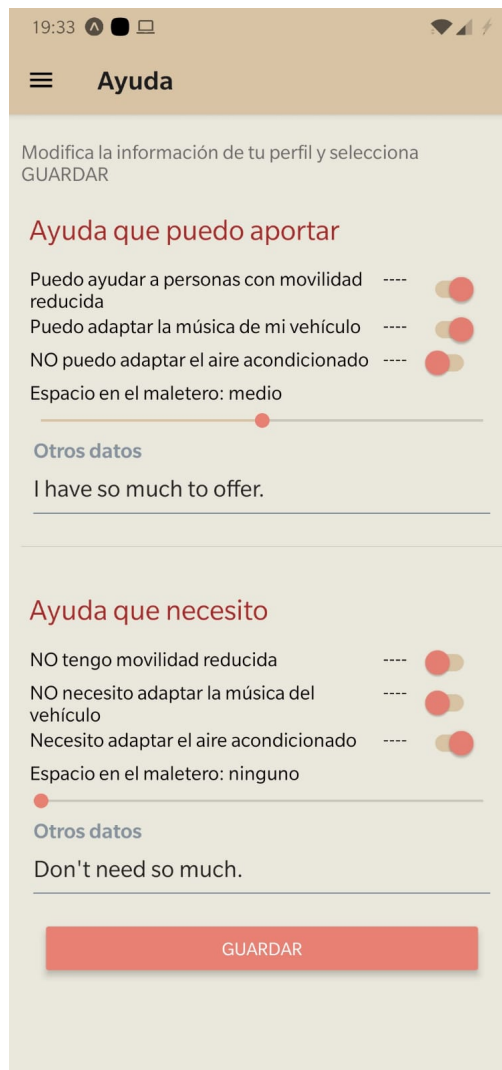 19:33
Ayuda
Modifica la información de tu perfil y selecciona
GUARDAR
Ayuda que puedo aportar
Puedo ayudar a personas con movilidad ----
reducida
Puedo adaptar la música de mi vehículo ----
NO puedo adaptar el aire acondicionado ----
Espacio en el maletero: medio
Otros datos
I have so much to offer.
Ayuda que necesito
NO tengo movilidad reducida ----
NO necesito adaptar la música del ----
vehículo
Necesito adaptar el aire acondicionado ----
Espacio en el maletero: ninguno
Otros datos
Don't need so much.
GUARDAR